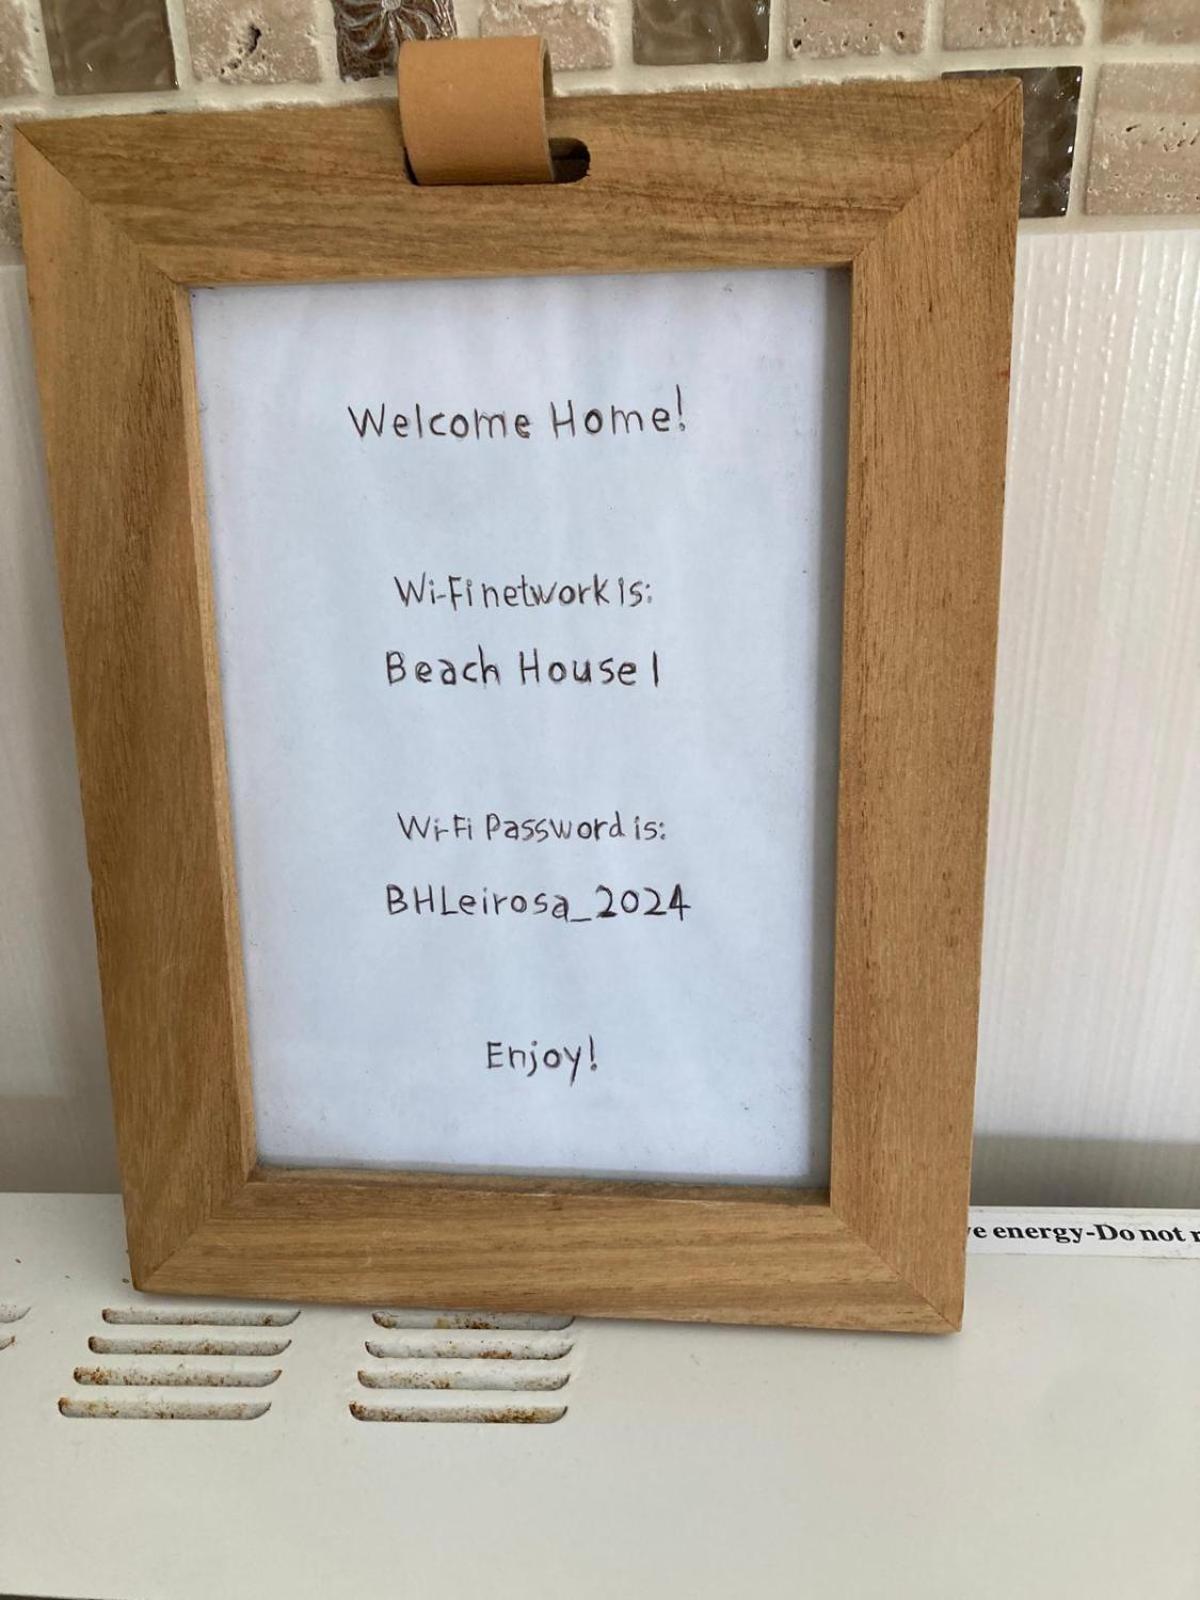 Welcome Home!
Wi-Fi network is:
Beach House 1
Wi-Fi Password is:
BHLeirosa_2024
Enjoy!
energy-Do not